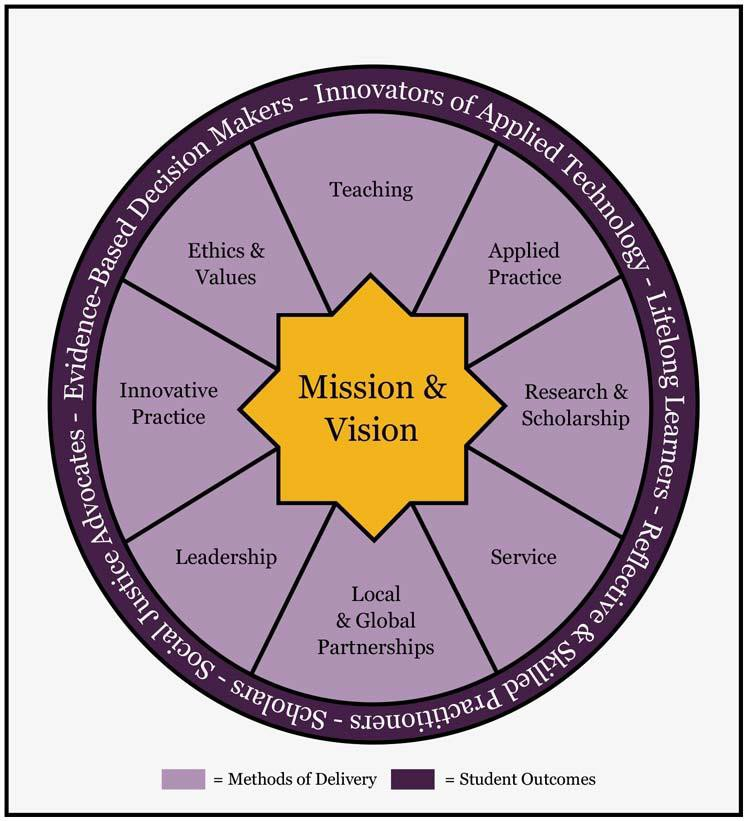 Evidence-Based Decision Makers - Innovators of Applied Technology - Lifelong Learners - Reflective & Skilled Practitioners - Scholars - Social Justice Advocates -
Teaching
Applied
Practice
Research &
Scholarship
Service
Local
& Global
Partnerships
Leadership
Innovative
Practice
Ethics &
Values
Mission &
Vision
= Methods of Delivery
= Student Outcomes